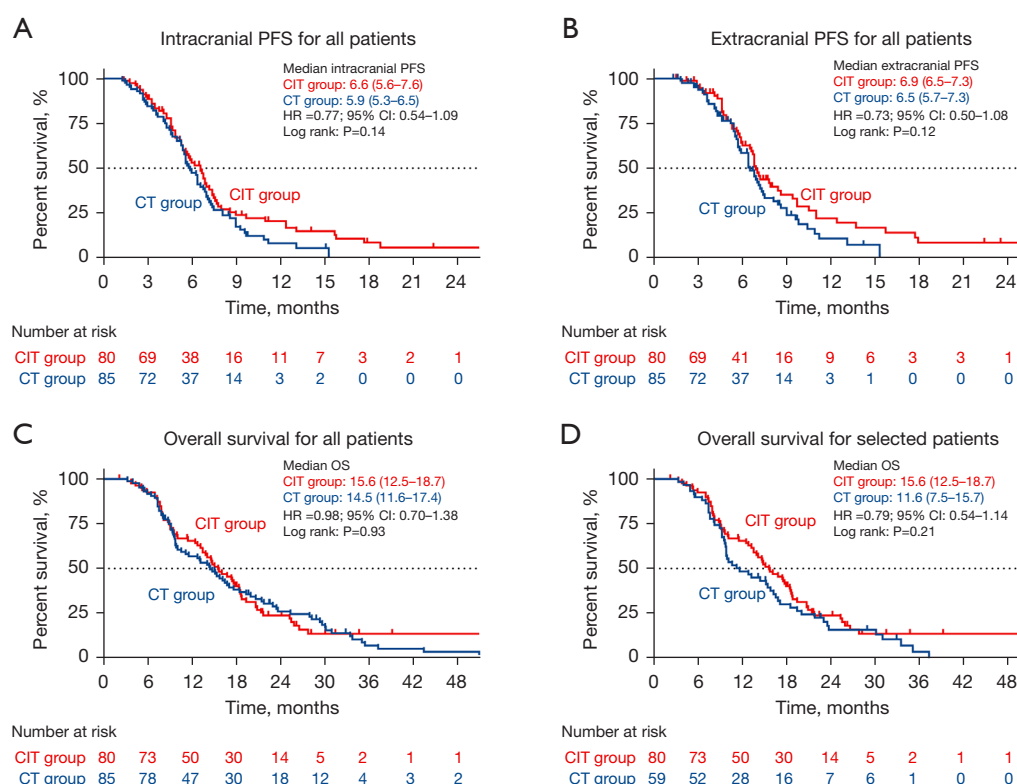 A
Intracranial PFS for all patients
Median intracranial PFS
CIT group: 6.6 (5.6–7.6)
CT group: 5.9 (5.3–6.5)
HR =0.77; 95% CI: 0.54–1.09
Log rank: P=0.14
Percent survival, %
100
75
50
25
0
CIT group
CT group
0 3 6 9 12 15 18 21 24
Time, months
Number at risk
CIT group 80 69 38 16 11 7 3 2 1
CT group 85 72 37 14 3 2 0 0 0
B
Extracranial PFS for all patients
Median extracranial PFS
CIT group: 6.9 (6.5–7.3)
CT group: 6.5 (5.7–7.3)
HR =0.73; 95% CI: 0.50–1.08
Log rank: P=0.12
Percent survival, %
100
75
50
25
0
CIT group
CT group
0 3 6 9 12 15 18 21 24
Time, months
Number at risk
CIT group 80 69 41 16 9 6 3 3 1
CT group 85 72 37 14 3 1 0 0 0
C
Overall survival for all patients
Median OS
CIT group: 15.6 (12.5–18.7)
CT group: 14.5 (11.6–17.4)
HR =0.98; 95% CI: 0.70–1.38
Log rank: P=0.93
Percent survival, %
100
75
50
25
0
CIT group
CT group
0 6 12 18 24 30 36 42 48
Time, months
Number at risk
CIT group 80 73 50 30 14 5 2 1 1
CT group 85 78 47 30 18 12 4 3 2
D
Overall survival for selected patients
Median OS
CIT group: 15.6 (12.5–18.7)
CT group: 11.6 (7.5–15.7)
HR =0.79; 95% CI: 0.54–1.14
Log rank: P=0.21
Percent survival, %
100
75
50
25
0
CIT group
CT group
0 6 12 18 24 30 36 42 48
Time, months
Number at risk
CIT group 80 73 50 30 14 5 2 1 1
CT group 59 52 28 16 7 6 1 0 0